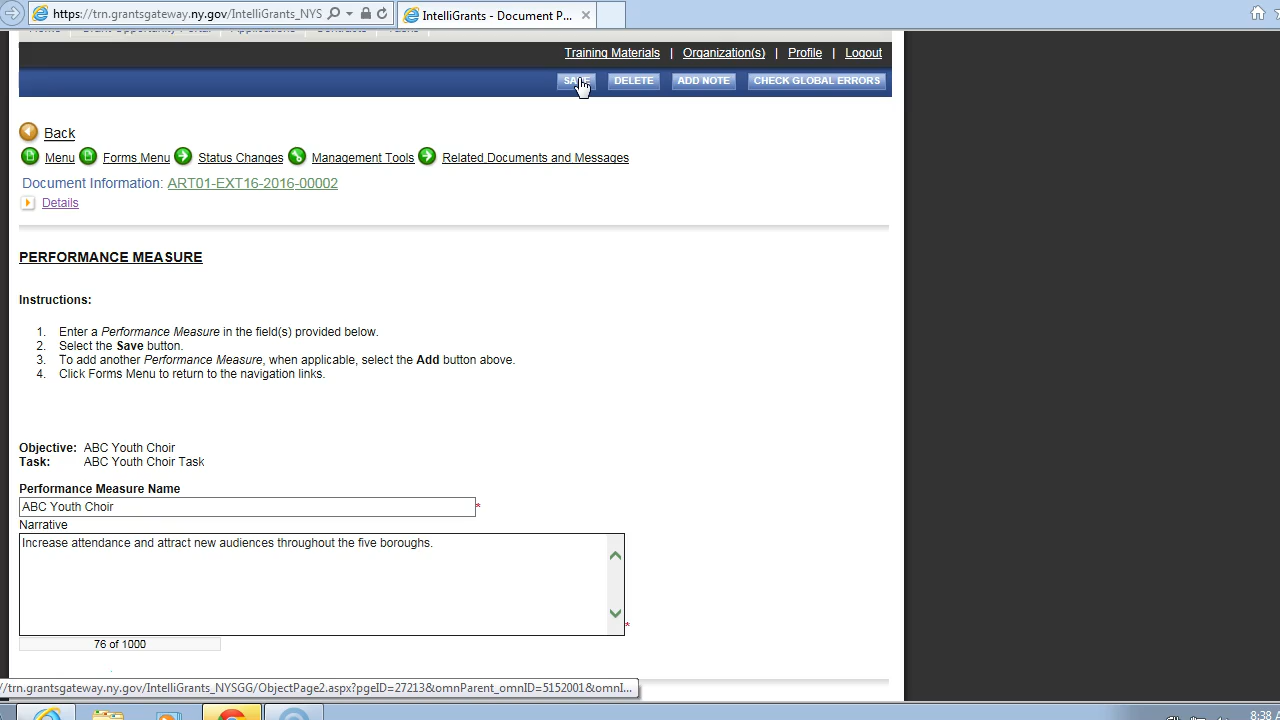 https://trn.grantsgateway.ny.gov/IntelliGrants_NYS
IntelliGrants - Document P...
Training Materials | Organization(s) | Profile | Logout
SAVE DELETE ADD NOTE CHECK GLOBAL ERRORS
Back
Menu Forms Menu Status Changes Management Tools Related Documents and Messages
Document Information: ART01-EXT16-2016-00002
Details
PERFORMANCE MEASURE
Instructions:
1. Enter a Performance Measure in the field(s) provided below.
2. Select the Save button.
3. To add another Performance Measure, when applicable, select the Add button above.
4. Click Forms Menu to return to the navigation links.
Objective: ABC Youth Choir
Task: ABC Youth Choir Task
Performance Measure Name
ABC Youth Choir *
Narrative
Increase attendance and attract new audiences throughout the five boroughs.
*
76 of 1000
//trn.grantsgateway.ny.gov/IntelliGrants_NYSGG/ObjectPage2.aspx?pgeID=27213&omnParent_omnID=5152001&omnI...
8:38 A